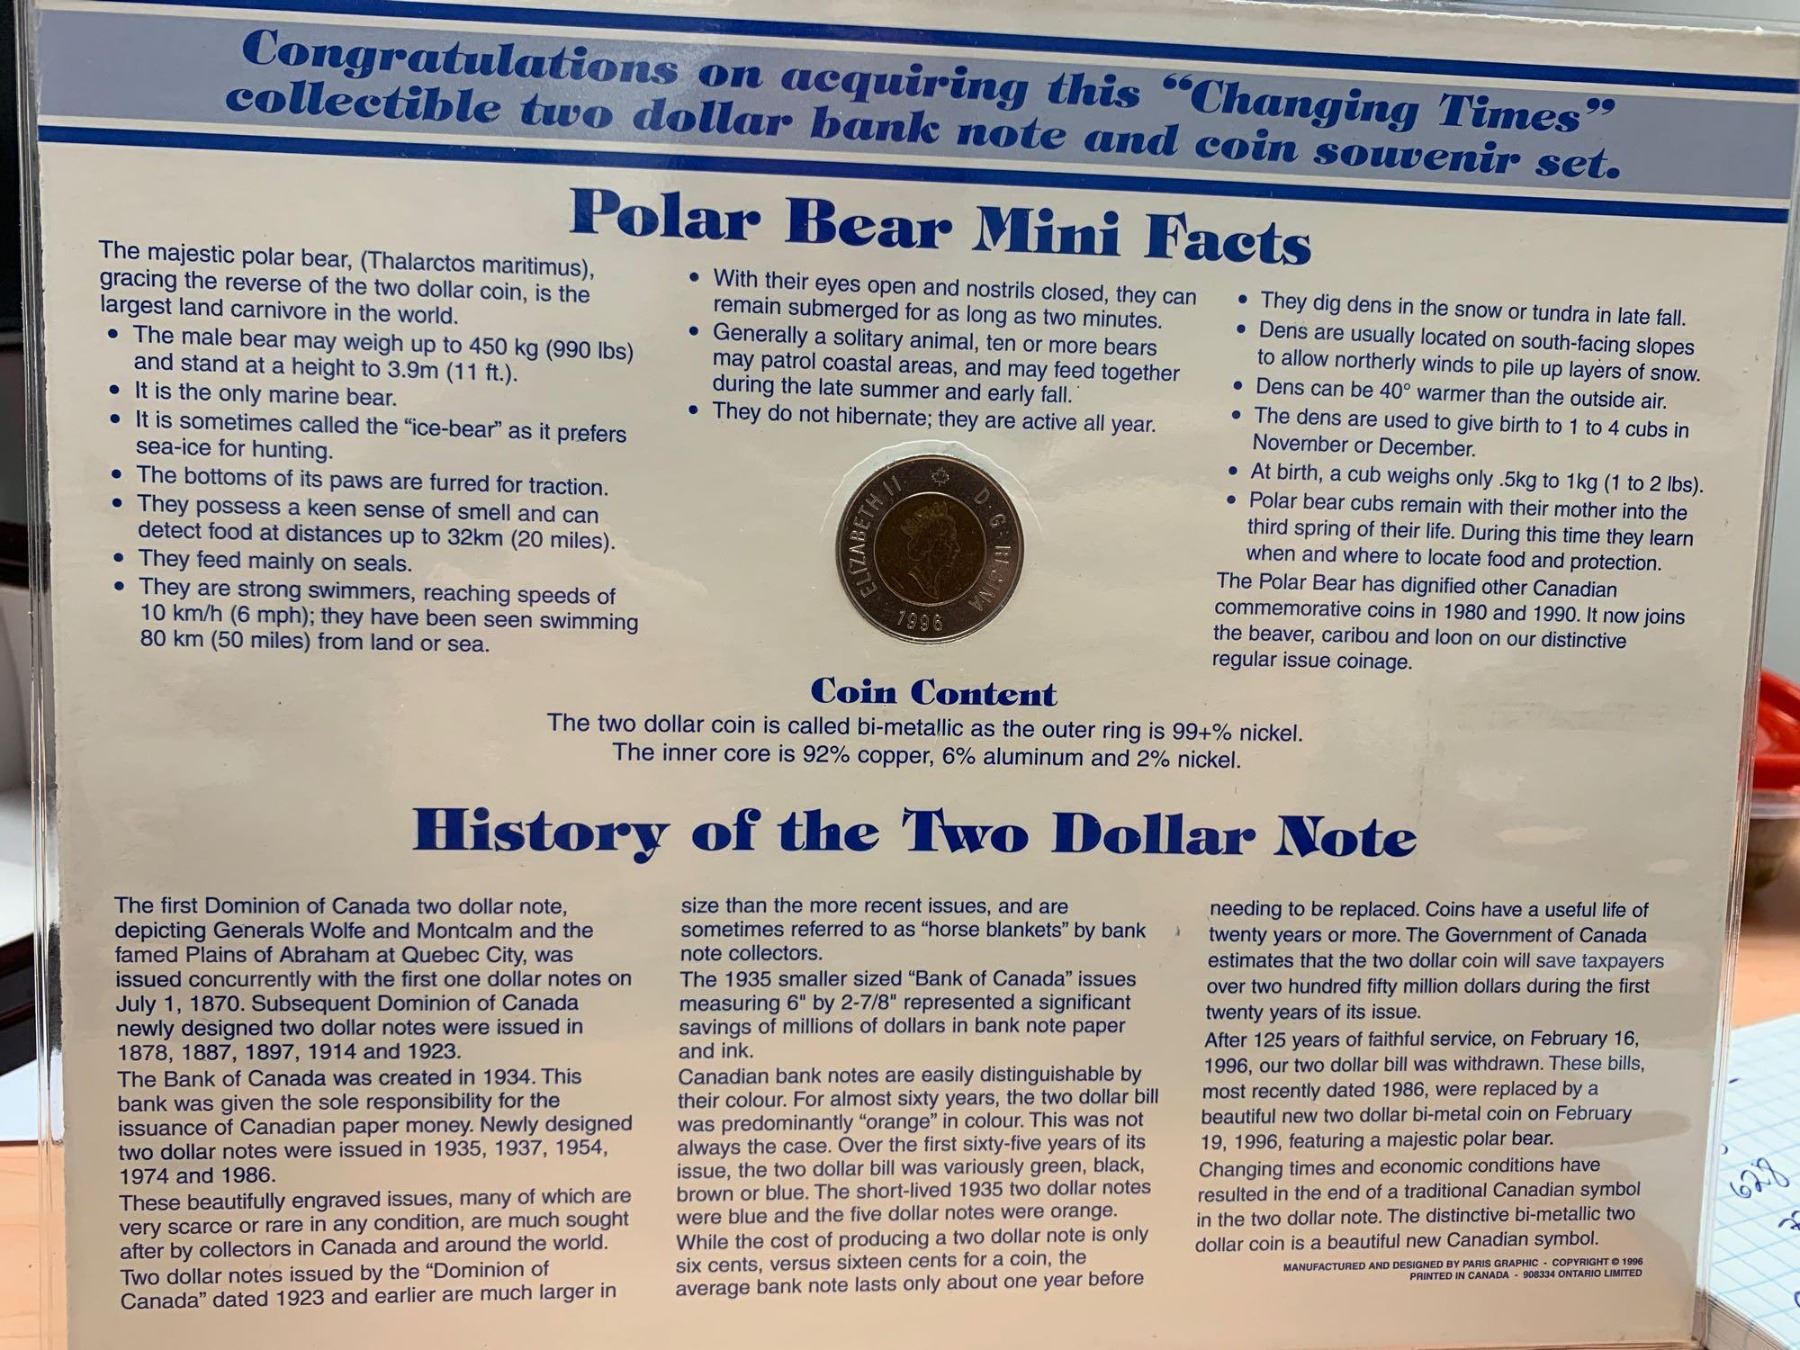 Congratulations on acquiring this “Changing Times”
collectible two dollar bank note and coin souvenir set.
Polar Bear Mini Facts
The majestic polar bear, (Thalarctos maritimus),
gracing the reverse of the two dollar coin, is the
largest land carnivore in the world.
• The male bear may weigh up to 450 kg (990 lbs)
and stand at a height to 3.9m (11 ft.).
• It is the only marine bear.
• It is sometimes called the “ice-bear” as it prefers
sea-ice for hunting.
• The bottoms of its paws are furred for traction.
• They possess a keen sense of smell and can
detect food at distances up to 32km (20 miles).
• They feed mainly on seals.
• They are strong swimmers, reaching speeds of
10 km/h (6 mph); they have been seen swimming
80 km (50 miles) from land or sea.
• With their eyes open and nostrils closed, they can
remain submerged for as long as two minutes.
• Generally a solitary animal, ten or more bears
may patrol coastal areas, and may feed together
during the late summer and early fall.
• They do not hibernate; they are active all year.
ELIZABETH II D·G·REGINA
1996
• They dig dens in the snow or tundra in late fall.
• Dens are usually located on south-facing slopes
to allow northerly winds to pile up layers of snow.
• Dens can be 40° warmer than the outside air.
• The dens are used to give birth to 1 to 4 cubs in
November or December.
• At birth, a cub weighs only .5kg to 1kg (1 to 2 lbs).
• Polar bear cubs remain with their mother into the
third spring of their life. During this time they learn
when and where to locate food and protection.
The Polar Bear has dignified other Canadian
commemorative coins in 1980 and 1990. It now joins
the beaver, caribou and loon on our distinctive
regular issue coinage.
Coin Content
The two dollar coin is called bi-metallic as the outer ring is 99+% nickel.
The inner core is 92% copper, 6% aluminum and 2% nickel.
History of the Two Dollar Note
The first Dominion of Canada two dollar note,
depicting Generals Wolfe and Montcalm and the
famed Plains of Abraham at Quebec City, was
issued concurrently with the first one dollar notes on
July 1, 1870. Subsequent Dominion of Canada
newly designed two dollar notes were issued in
1878, 1887, 1897, 1914 and 1923.
The Bank of Canada was created in 1934. This
bank was given the sole responsibility for the
issuance of Canadian paper money. Newly designed
two dollar notes were issued in 1935, 1937, 1954,
1974 and 1986.
These beautifully engraved issues, many of which are
very scarce or rare in any condition, are much sought
after by collectors in Canada and around the world.
Two dollar notes issued by the “Dominion of
Canada” dated 1923 and earlier are much larger in
size than the more recent issues, and are
sometimes referred to as “horse blankets” by bank
note collectors.
The 1935 smaller sized “Bank of Canada” issues
measuring 6" by 2-7/8" represented a significant
savings of millions of dollars in bank note paper
and ink.
Canadian bank notes are easily distinguishable by
their colour. For almost sixty years, the two dollar bill
was predominantly “orange” in colour. This was not
always the case. Over the first sixty-five years of its
issue, the two dollar bill was variously green, black,
brown or blue. The short-lived 1935 two dollar notes
were blue and the five dollar notes were orange.
While the cost of producing a two dollar note is only
six cents, versus sixteen cents for a coin, the
average bank note lasts only about one year before
needing to be replaced. Coins have a useful life of
twenty years or more. The Government of Canada
estimates that the two dollar coin will save taxpayers
over two hundred fifty million dollars during the first
twenty years of its issue.
After 125 years of faithful service, on February 16,
1996, our two dollar bill was withdrawn. These bills,
most recently dated 1986, were replaced by a
beautiful new two dollar bi-metal coin on February
19, 1996, featuring a majestic polar bear.
Changing times and economic conditions have
resulted in the end of a traditional Canadian symbol
in the two dollar note. The distinctive bi-metallic two
dollar coin is a beautiful new Canadian symbol.
MANUFACTURED AND DESIGNED BY PARIS GRAPHIC - COPYRIGHT © 1996
PRINTED IN CANADA - 908334 ONTARIO LIMITED
628